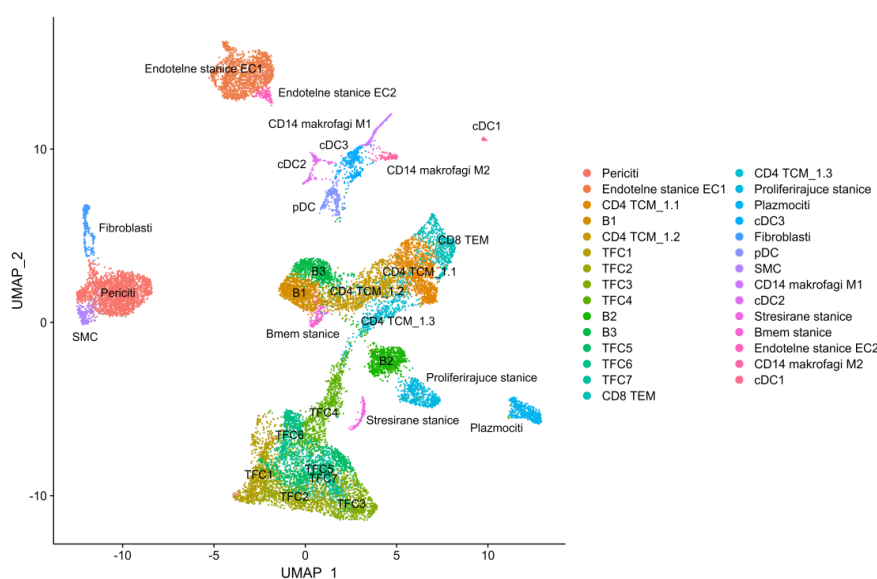 Endotelne stanice EC1
Endotelne stanice EC2
CD14 makrofagi M1
cDC1
cDC3
cDC2
CD14 makrofagi M2
pDC
Fibroblasti
CD8 TEM
B3
CD4 TCM_1.1
Periciti
B1
CD4 TCM_1.2
CD4 TCM_1.3
SMC
Bmem stanice
B2
Proliferirajuce stanice
TFC4
Stresirane stanice
Plazmociti
TFC6
TFC5
TFC1
TFC7
TFC2
TFC3
10
0
-10
UMAP_2
-10
-5
0
5
10
UMAP_1
Periciti
Endotelne stanice EC1
CD4 TCM_1.1
B1
CD4 TCM_1.2
TFC1
TFC2
TFC3
TFC4
B2
B3
TFC5
TFC6
TFC7
CD8 TEM
CD4 TCM_1.3
Proliferirajuce stanice
Plazmociti
cDC3
Fibroblasti
pDC
SMC
CD14 makrofagi M1
cDC2
Stresirane stanice
Bmem stanice
Endotelne stanice EC2
CD14 makrofagi M2
cDC1